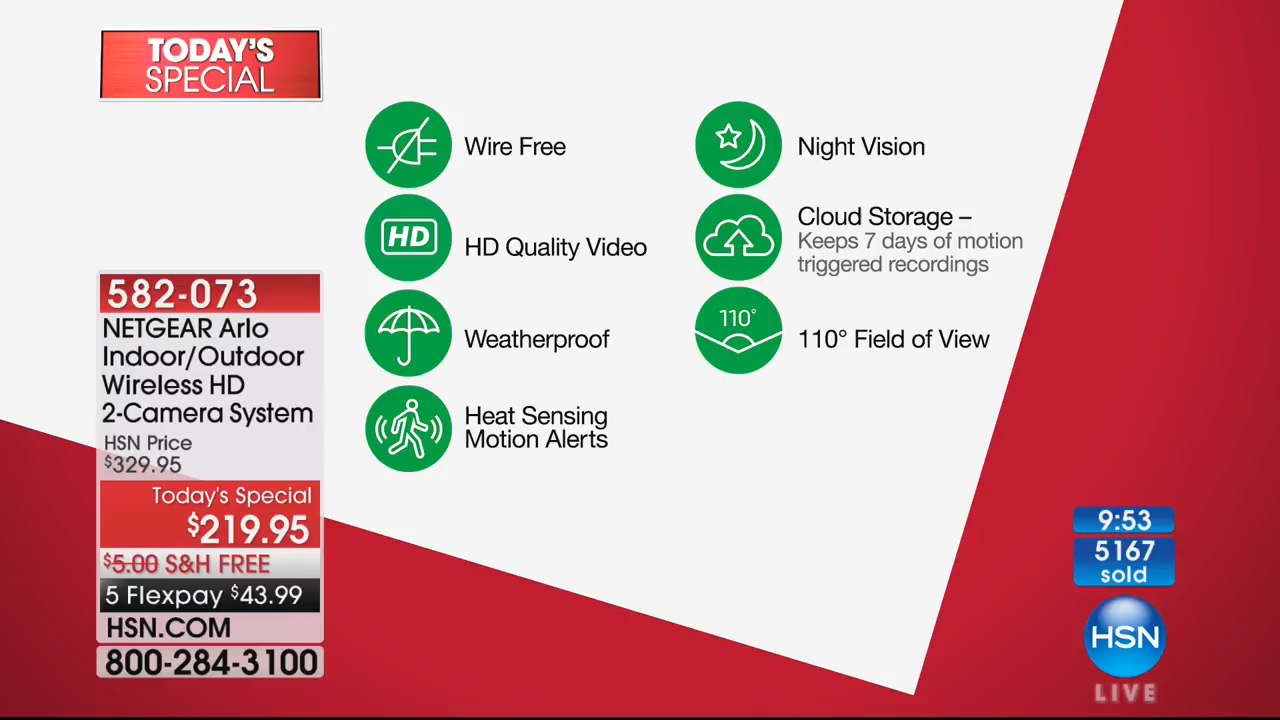 TODAY'S
SPECIAL
Wire Free
HD
HD Quality Video
Weatherproof
Heat Sensing
Motion Alerts
Night Vision
Cloud Storage –
Keeps 7 days of motion
triggered recordings
110°
110° Field of View
582-073
NETGEAR Arlo
Indoor/Outdoor
Wireless HD
2-Camera System
HSN Price
$329.95
Today's Special
$219.95
$5.00 S&H FREE
5 Flexpay $43.99
HSN.COM
800-284-3100
9:53
5167
sold
HSN
LIVE